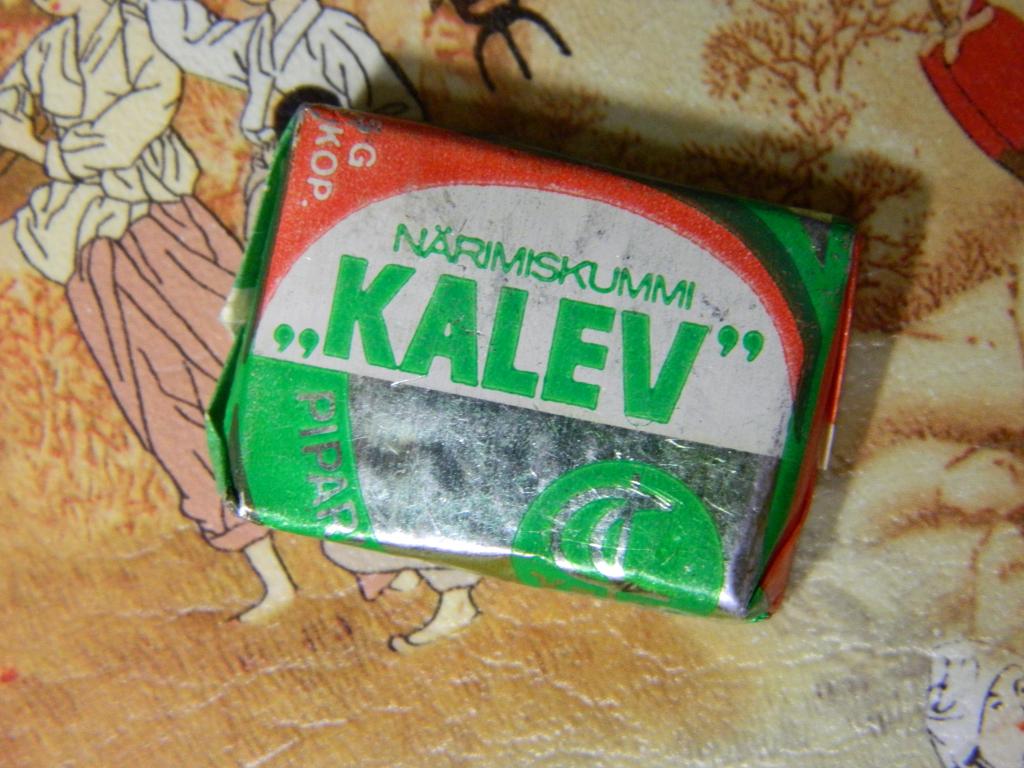 G
KOP.
NÄRIMISKUMMI
„KALEV”
PIPAR